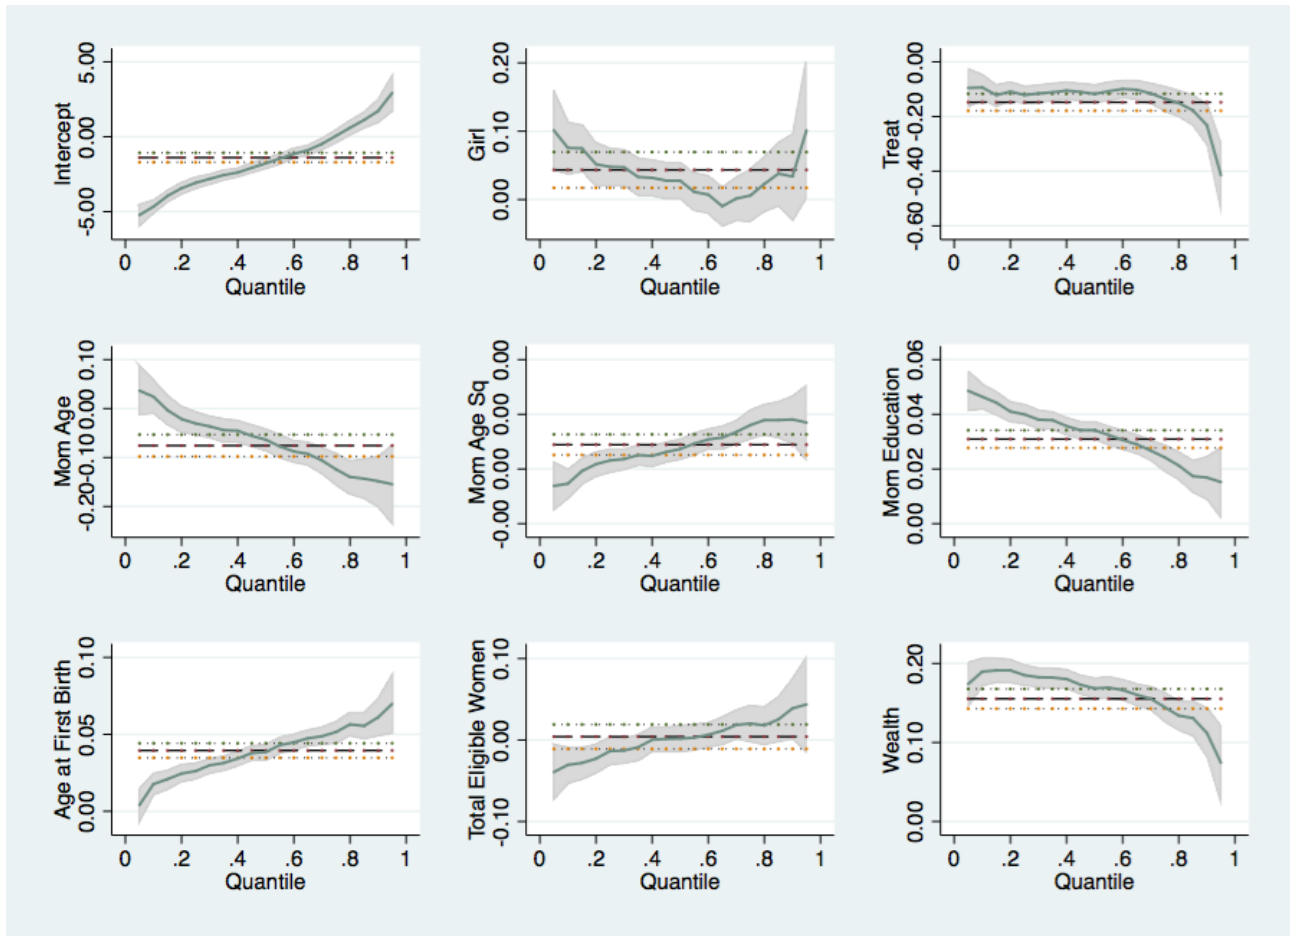 Intercept
5.00
0.00
-5.00
0 .2 .4 .6 .8 1
Quantile
Girl
0.20
0.10
0.00
0 .2 .4 .6 .8 1
Quantile
Treat
0.00
-0.20
-0.40
-0.60
0 .2 .4 .6 .8 1
Quantile
Mom Age
0.10
0.00
-0.10
-0.20
0 .2 .4 .6 .8 1
Quantile
Mom Age Sq
0.00
0.00
0.00
-0.00
0 .2 .4 .6 .8 1
Quantile
Mom Education
0.06
0.04
0.02
0.00
0 .2 .4 .6 .8 1
Quantile
Age at First Birth
0.10
0.05
0.00
0 .2 .4 .6 .8 1
Quantile
Total Eligible Women
0.10
0.00
-0.10
0 .2 .4 .6 .8 1
Quantile
Wealth
0.20
0.10
0.00
0 .2 .4 .6 .8 1
Quantile